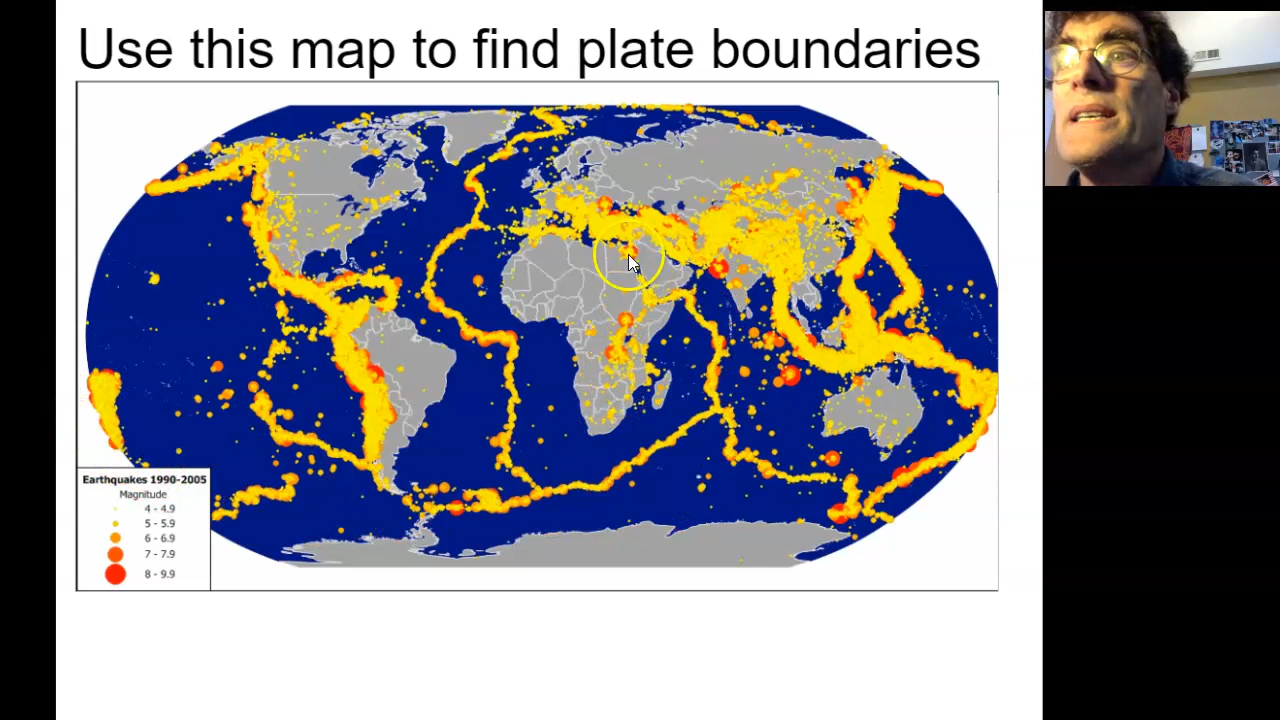 Use this map to find plate boundaries
Earthquakes 1990-2005
Magnitude
4 - 4.9
5 - 5.9
6 - 6.9
7 - 7.9
8 - 9.9